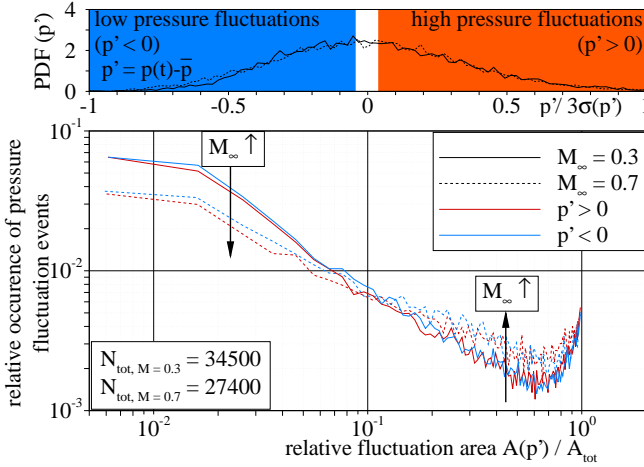 low pressure fluctuations
(p'<0)
p' = p(t)-p̅
high pressure fluctuations
(p'>0)
PDF (p')
4
2
0
-1
-0.5
0
0.5
p'/ 3σ(p')
1
10⁻¹
10⁻²
10⁻³
relative occurence of pressure
fluctuation events
M∞ ↑
M∞ = 0.3
M∞ = 0.7
p' > 0
p' < 0
M∞ ↑
N_tot, M = 0.3 = 34500
N_tot, M = 0.7 = 27400
10⁻²
10⁻¹
10⁰
relative fluctuation area A(p') / A_tot